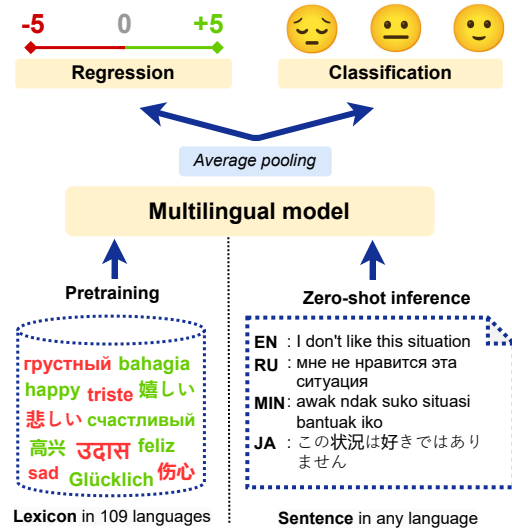 -5 0 +5
Regression
Classification
Average pooling
Multilingual model
Pretraining
грустный bahagia
happy triste 嬉しい
悲しい счастливый
高兴 उदास feliz
sad Glücklich 伤心
Lexicon in 109 languages
Zero-shot inference
EN : I don't like this situation
RU : мне не нравится эта
ситуация
MIN : awak ndak suko situasi
bantuak iko
JA : この状況は好きではあり
ません
Sentence in any language